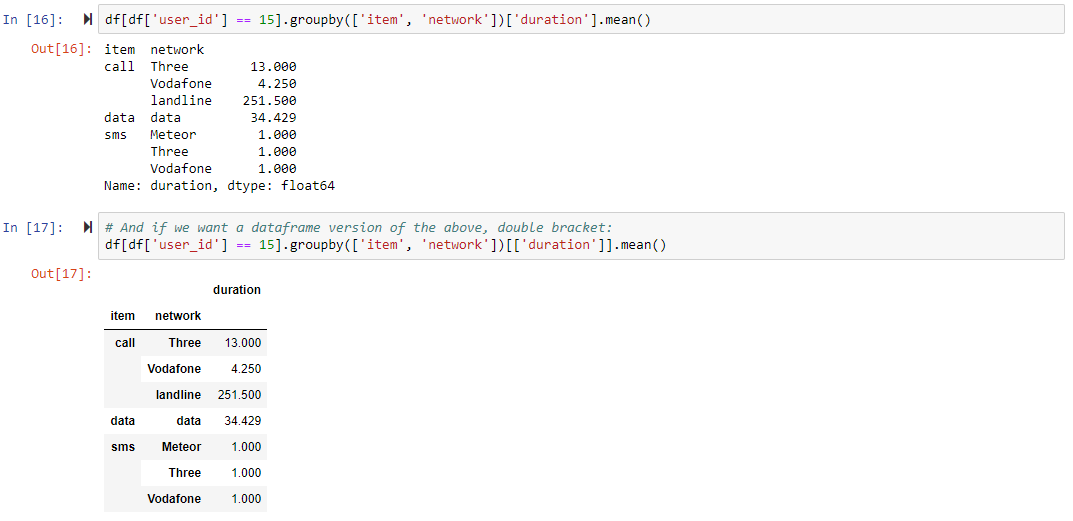 In [16]: df[df['user_id'] == 15].groupby(['item', 'network'])['duration'].mean()
Out[16]: item  network
call  Three        13.000
      Vodafone      4.250
      landline    251.500
data  data         34.429
sms   Meteor        1.000
      Three         1.000
      Vodafone      1.000
Name: duration, dtype: float64
In [17]: # And if we want a dataframe version of the above, double bracket:
df[df['user_id'] == 15].groupby(['item', 'network'])[['duration']].mean()
Out[17]:
duration
item network
call Three 13.000
Vodafone 4.250
landline 251.500
data data 34.429
sms Meteor 1.000
Three 1.000
Vodafone 1.000